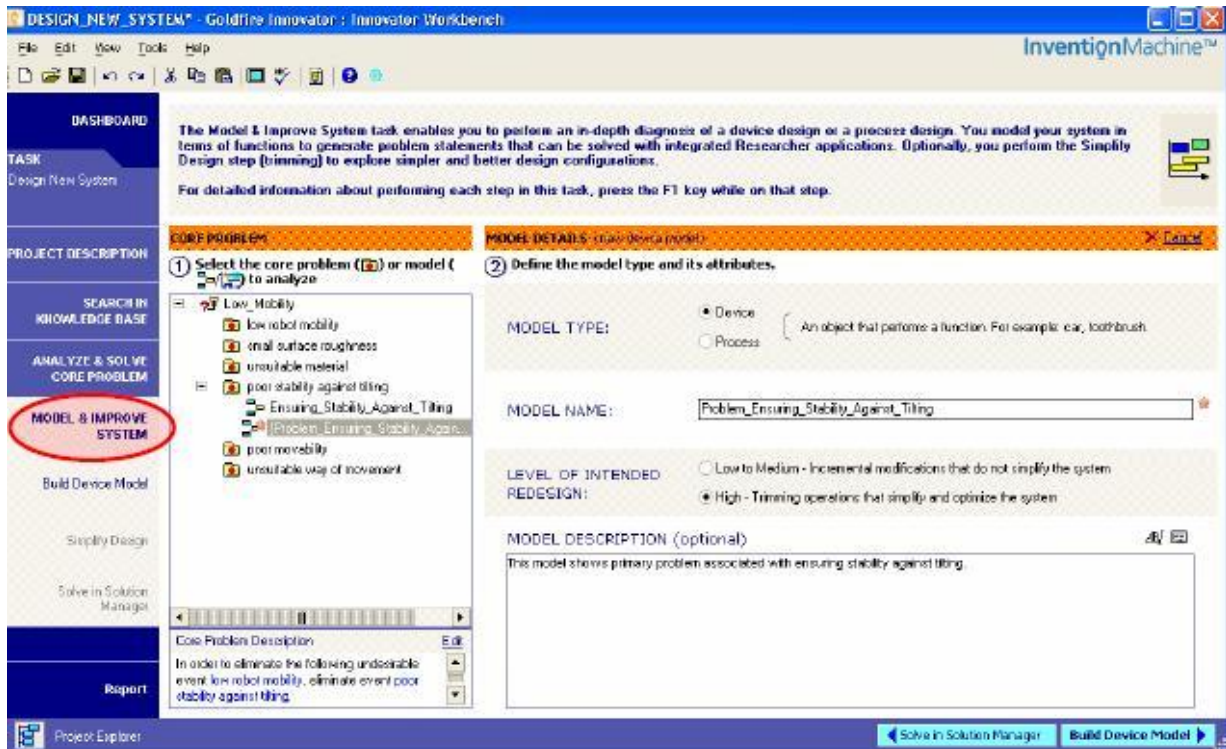 DESIGN_NEW_SYSTEM* - Goldfire Innovator : Innovator Workbench
File Edit View Tools Help
InventionMachine™
DASHBOARD
TASK
Design New System
PROJECT DESCRIPTION
SEARCH IN
KNOWLEDGE BASE
ANALYZE & SOLVE
CORE PROBLEM
MODEL & IMPROVE
SYSTEM
Build Device Model
Simplify Design
Solve in Solution
Manager
Report
The Model & Improve System task enables you to perform an in-depth diagnosis of a device design or a process design. You model your system in
terms of functions to generate problem statements that can be solved with integrated Researcher applications. Optionally, you perform the Simplify
Design step (trimming) to explore simpler and better design configurations.
For detailed information about performing each step in this task, press the F1 key while on that step.
CORE PROBLEM
1 Select the core problem ( ) or model (
/ ) to analyze
Low_Mobility
low robot mobility
small surface roughness
unsuitable material
poor stability against tilting
Ensuring_Stability_Against_Tilting
(Problem_Ensuring_Stability_Again...
poor movability
unsuitable way of movement
Core Problem Description Edit
In order to eliminate the following undesirable
event low robot mobility, eliminate event poor
stability against tilting.
MODEL DETAILS (new device model) Cancel
2 Define the model type and its attributes.
MODEL TYPE:
Device
Process
An object that performs a function. For example: car, toothbrush.
MODEL NAME: Problem_Ensuring_Stability_Against_Tilting
LEVEL OF INTENDED
REDESIGN:
Low to Medium - Incremental modifications that do not simplify the system
High - Trimming operations that simplify and optimize the system
MODEL DESCRIPTION (optional)
This model shows primary problem associated with ensuring stability against tilting.
Project Explorer
Solve in Solution Manager Build Device Model